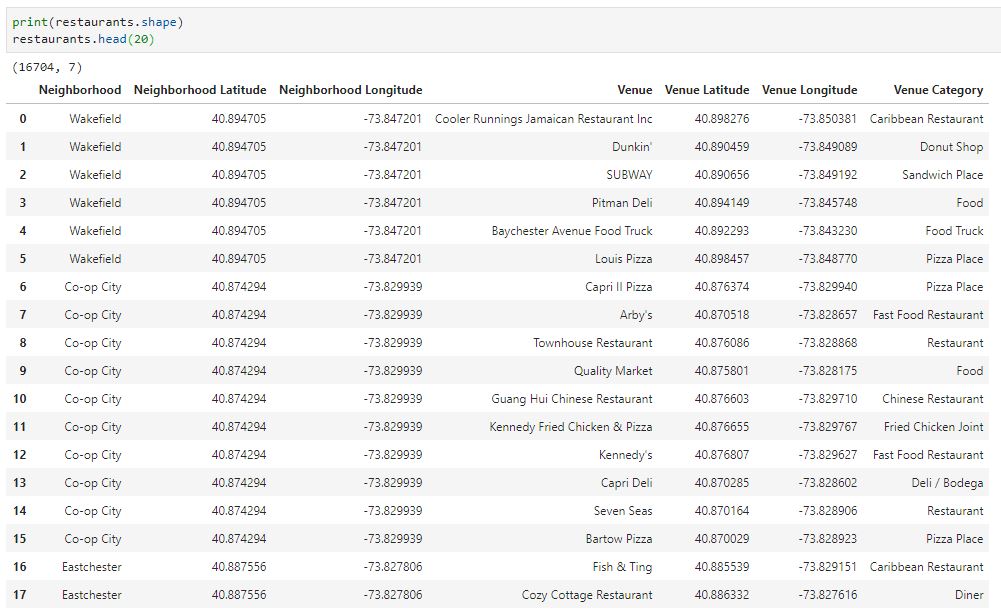 print(restaurants.shape)
restaurants.head(20)
(16704, 7)
Neighborhood Neighborhood Latitude Neighborhood Longitude Venue Venue Latitude Venue Longitude Venue Category
0 Wakefield 40.894705 -73.847201 Cooler Runnings Jamaican Restaurant Inc 40.898276 -73.850381 Caribbean Restaurant
1 Wakefield 40.894705 -73.847201 Dunkin' 40.890459 -73.849089 Donut Shop
2 Wakefield 40.894705 -73.847201 SUBWAY 40.890656 -73.849192 Sandwich Place
3 Wakefield 40.894705 -73.847201 Pitman Deli 40.894149 -73.845748 Food
4 Wakefield 40.894705 -73.847201 Baychester Avenue Food Truck 40.892293 -73.843230 Food Truck
5 Wakefield 40.894705 -73.847201 Louis Pizza 40.898457 -73.848770 Pizza Place
6 Co-op City 40.874294 -73.829939 Capri II Pizza 40.876374 -73.829940 Pizza Place
7 Co-op City 40.874294 -73.829939 Arby's 40.870518 -73.828657 Fast Food Restaurant
8 Co-op City 40.874294 -73.829939 Townhouse Restaurant 40.876086 -73.828868 Restaurant
9 Co-op City 40.874294 -73.829939 Quality Market 40.875801 -73.828175 Food
10 Co-op City 40.874294 -73.829939 Guang Hui Chinese Restaurant 40.876603 -73.829710 Chinese Restaurant
11 Co-op City 40.874294 -73.829939 Kennedy Fried Chicken & Pizza 40.876655 -73.829767 Fried Chicken Joint
12 Co-op City 40.874294 -73.829939 Kennedy's 40.876807 -73.829627 Fast Food Restaurant
13 Co-op City 40.874294 -73.829939 Capri Deli 40.870285 -73.828602 Deli / Bodega
14 Co-op City 40.874294 -73.829939 Seven Seas 40.870164 -73.828906 Restaurant
15 Co-op City 40.874294 -73.829939 Bartow Pizza 40.870029 -73.828923 Pizza Place
16 Eastchester 40.887556 -73.827806 Fish & Ting 40.885539 -73.829151 Caribbean Restaurant
17 Eastchester 40.887556 -73.827806 Cozy Cottage Restaurant 40.886332 -73.827616 Diner